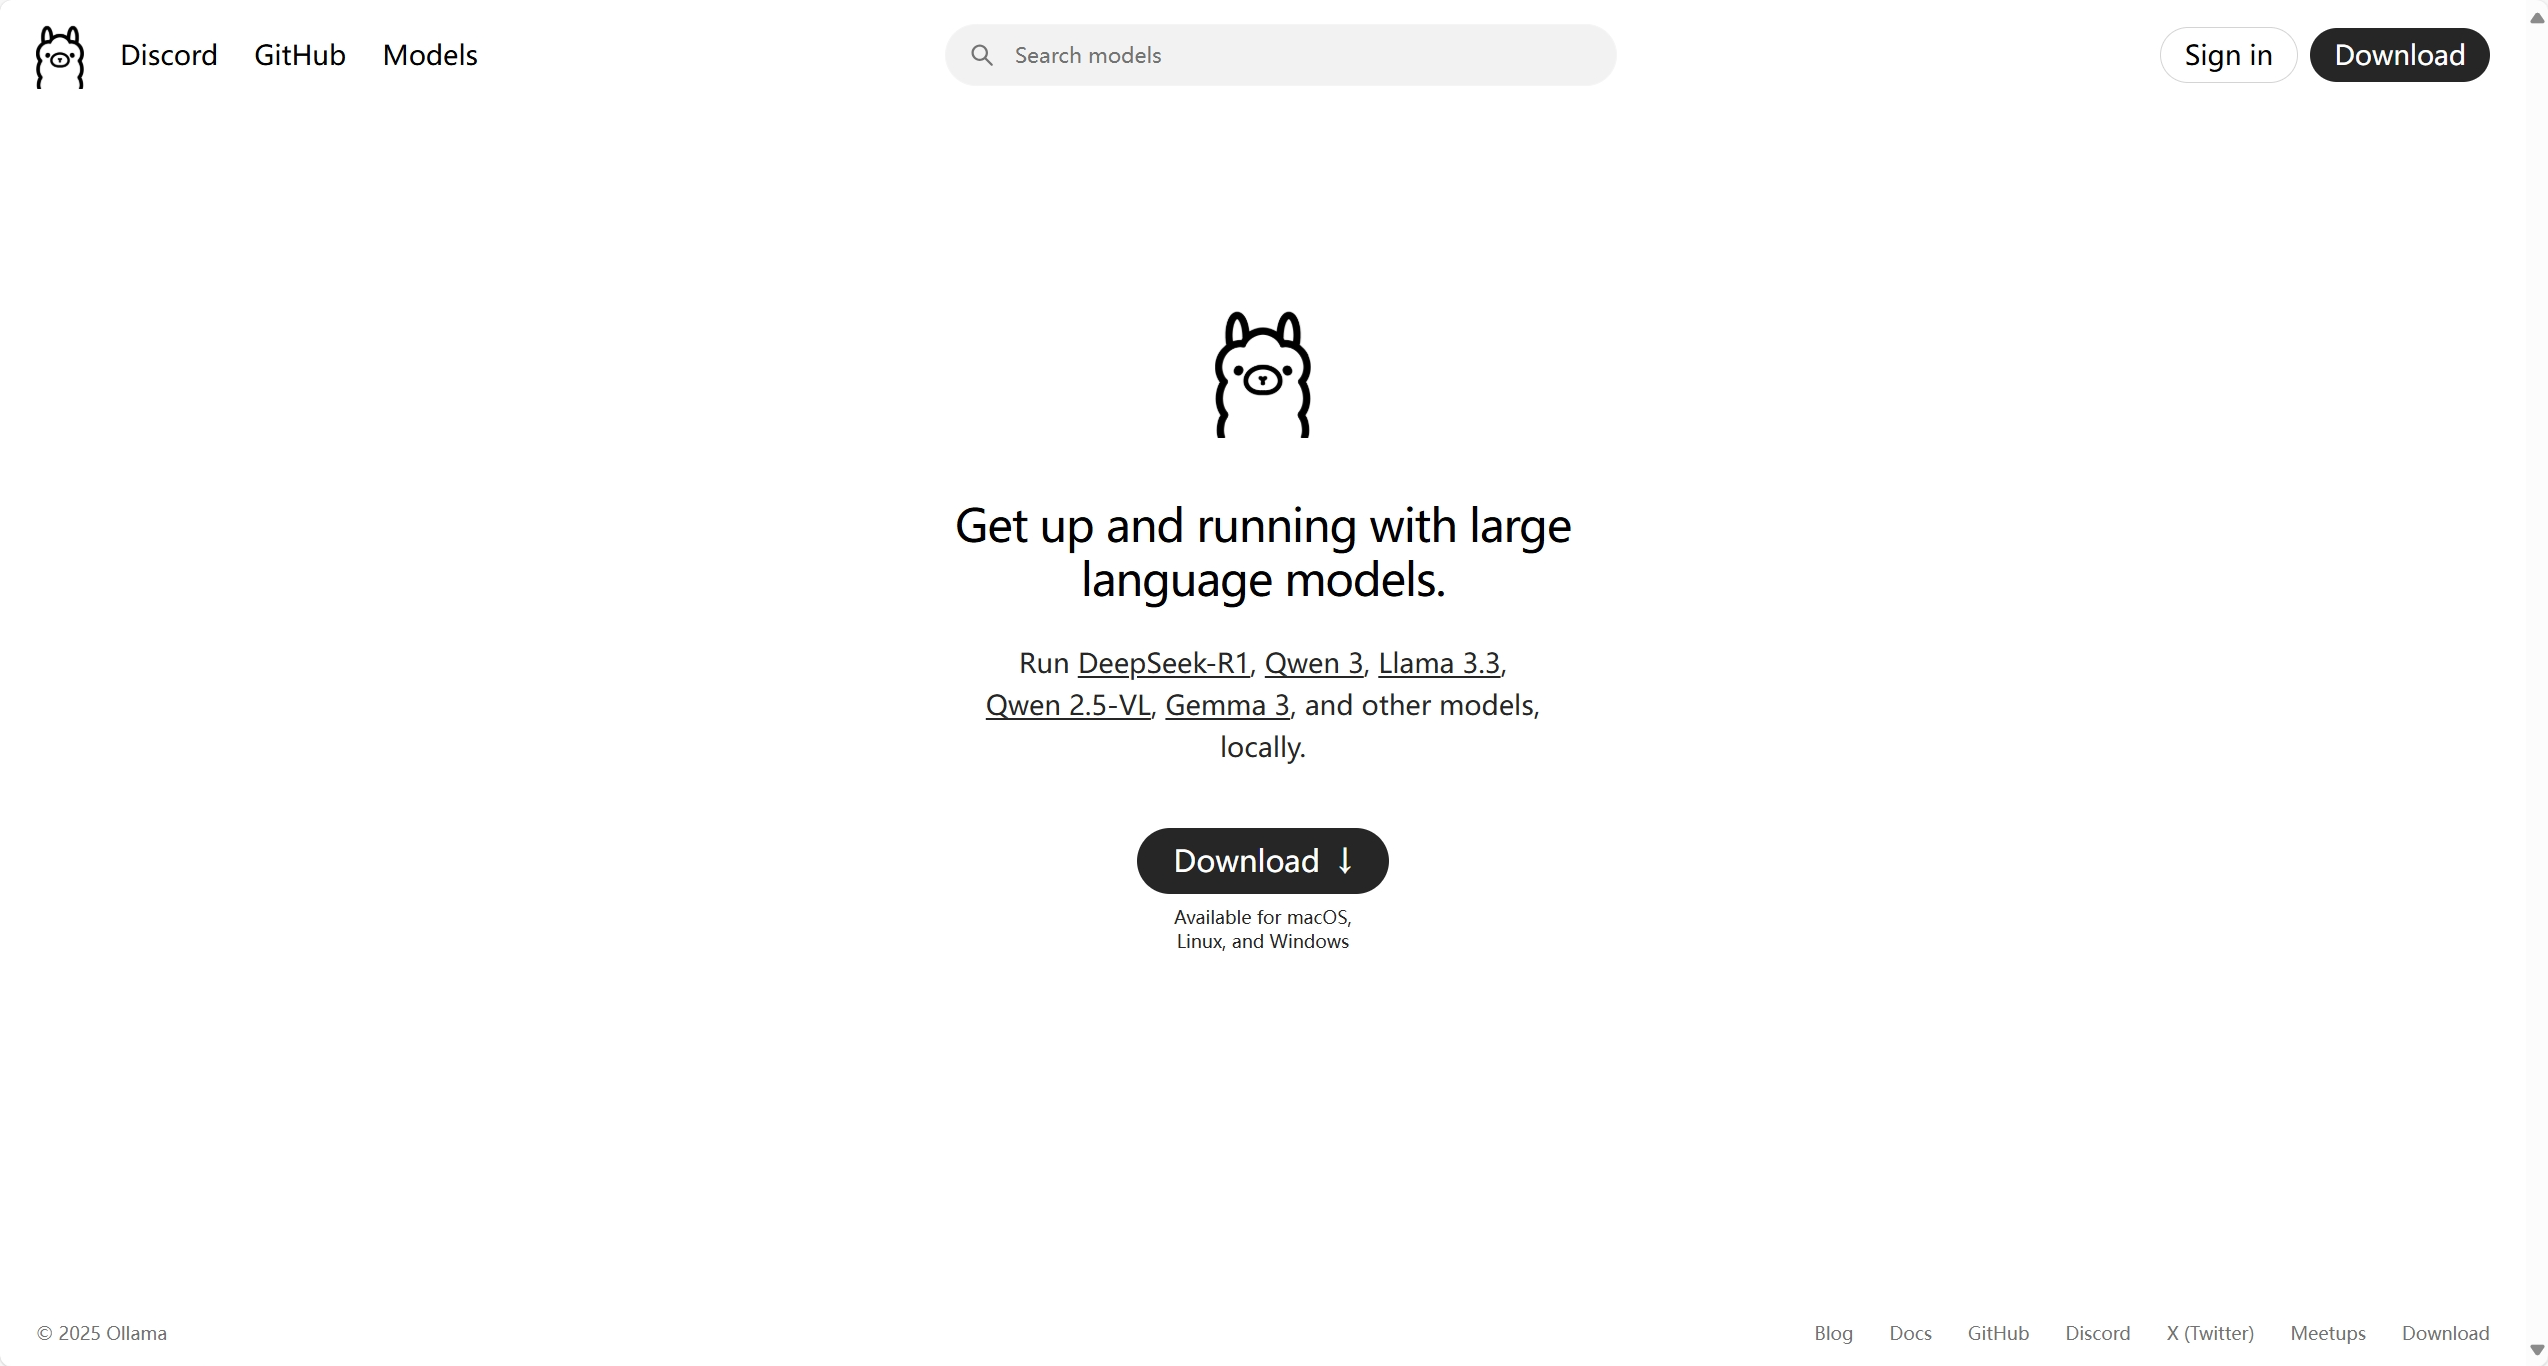 Discord GitHub Models Search models Sign in Download
Get up and running with large
language models.
Run DeepSeek-R1, Qwen 3, Llama 3.3,
Qwen 2.5-VL, Gemma 3, and other models,
locally.
Download ↓
Available for macOS,
Linux, and Windows
© 2025 Ollama Blog Docs GitHub Discord X (Twitter) Meetups Download